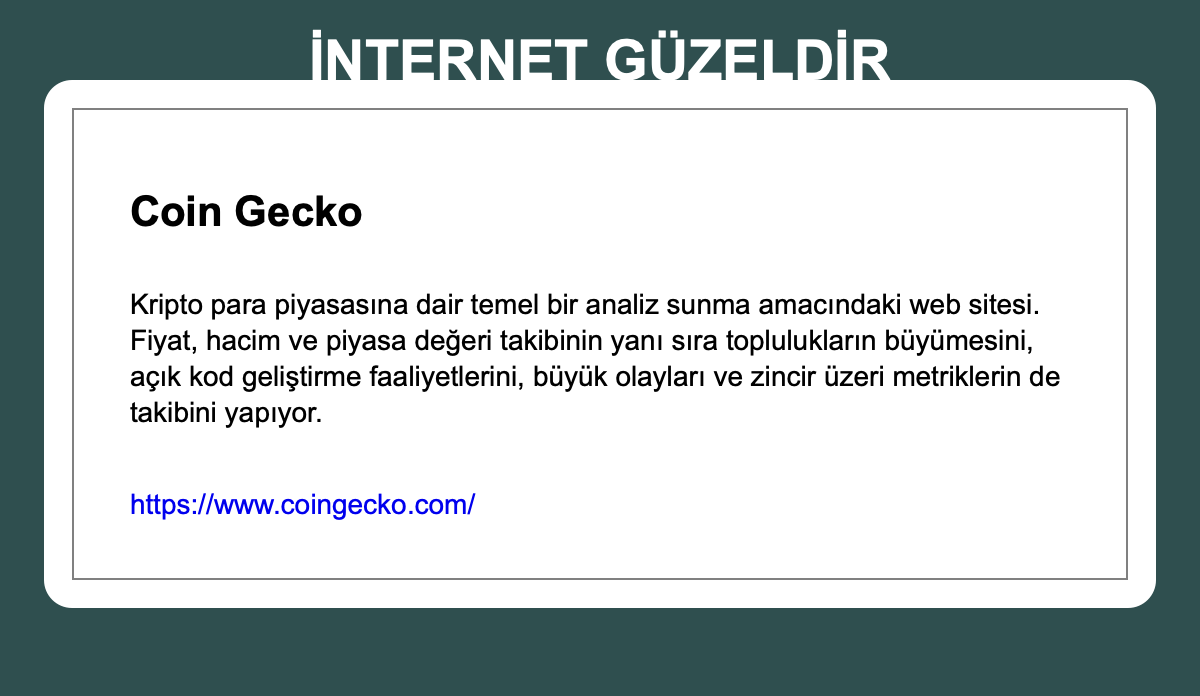 İNTERNET GÜZELDİR
Coin Gecko
Kripto para piyasasına dair temel bir analiz sunma amacındaki web sitesi.
Fiyat, hacim ve piyasa değeri takibinin yanı sıra toplulukların büyümesini,
açık kod geliştirme faaliyetlerini, büyük olayları ve zincir üzeri metriklerin de
takibini yapıyor.
https://www.coingecko.com/